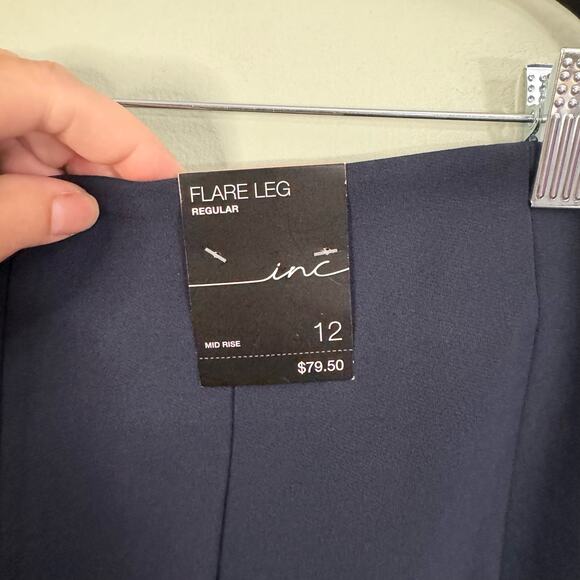 FLARE LEG
REGULAR
inc
12
MID RISE
$79.50